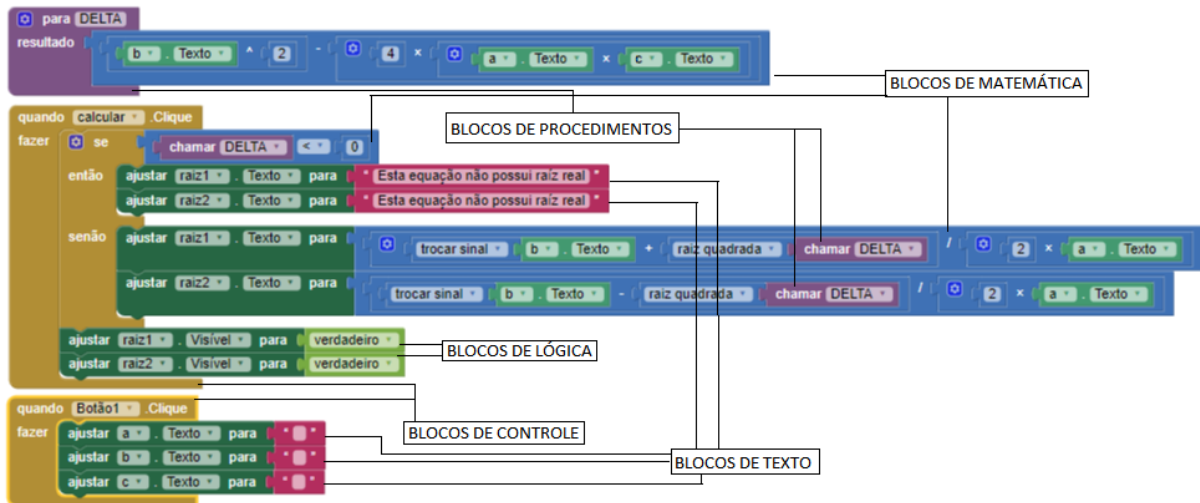 para DELTA
resultado b . Texto ^ 2 - 4 × a . Texto × c . Texto
BLOCOS DE MATEMÁTICA
quando calcular .Clique
BLOCOS DE PROCEDIMENTOS
fazer se chamar DELTA < 0
então ajustar raiz1 . Texto para " Esta equação não possui raíz real "
ajustar raiz2 . Texto para " Esta equação não possui raíz real "
senão ajustar raiz1 . Texto para trocar sinal b . Texto + raiz quadrada chamar DELTA / 2 × a . Texto
ajustar raiz2 . Texto para trocar sinal b . Texto - raiz quadrada chamar DELTA / 2 × a . Texto
ajustar raiz1 . Visível para verdadeiro
BLOCOS DE LÓGICA
ajustar raiz2 . Visível para verdadeiro
quando Botão1 .Clique
fazer ajustar a . Texto para " "
BLOCOS DE CONTROLE
ajustar b . Texto para " "
BLOCOS DE TEXTO
ajustar c . Texto para " "